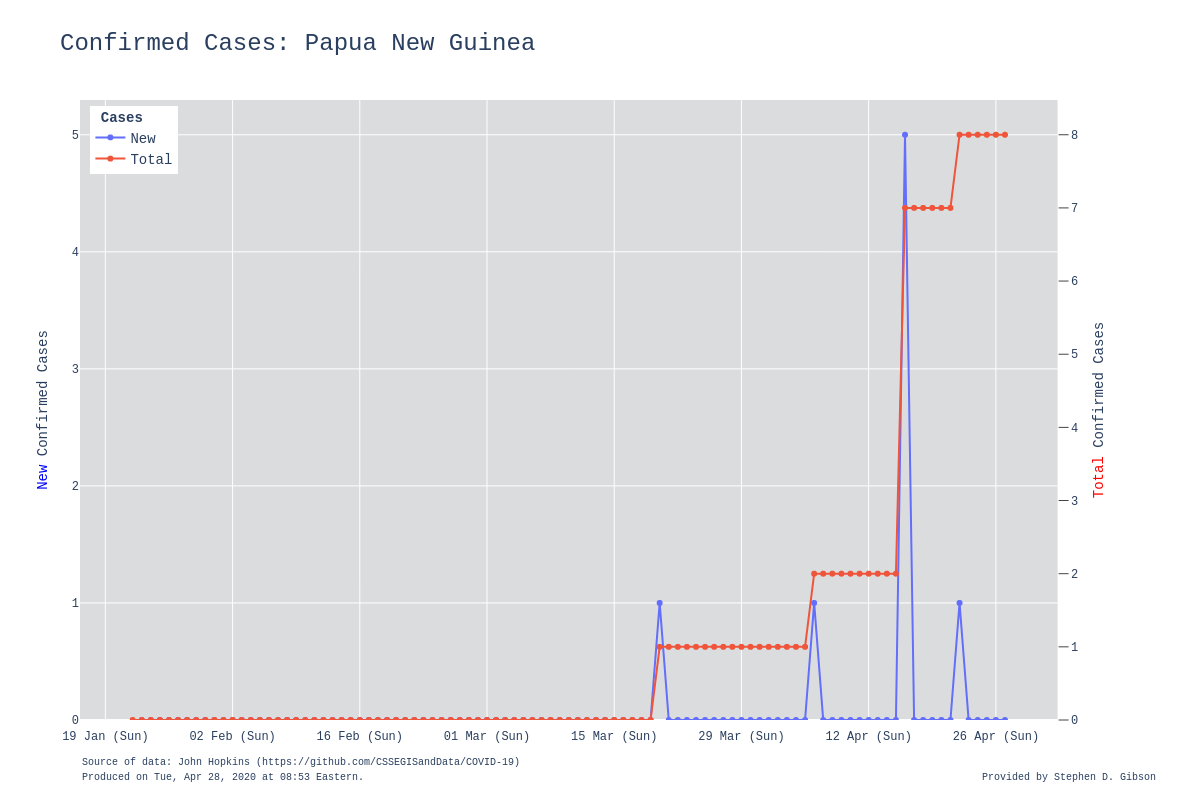 Confirmed Cases: Papua New Guinea
Cases
New
Total
5
4
3
2
1
0
New Confirmed Cases
8
7
6
5
4
3
2
1
0
Total Confirmed Cases
19 Jan (Sun) 02 Feb (Sun) 16 Feb (Sun) 01 Mar (Sun) 15 Mar (Sun) 29 Mar (Sun) 12 Apr (Sun) 26 Apr (Sun)
Source of data: John Hopkins (https://github.com/CSSEGISandData/COVID-19)
Produced on Tue, Apr 28, 2020 at 08:53 Eastern.
Provided by Stephen D. Gibson